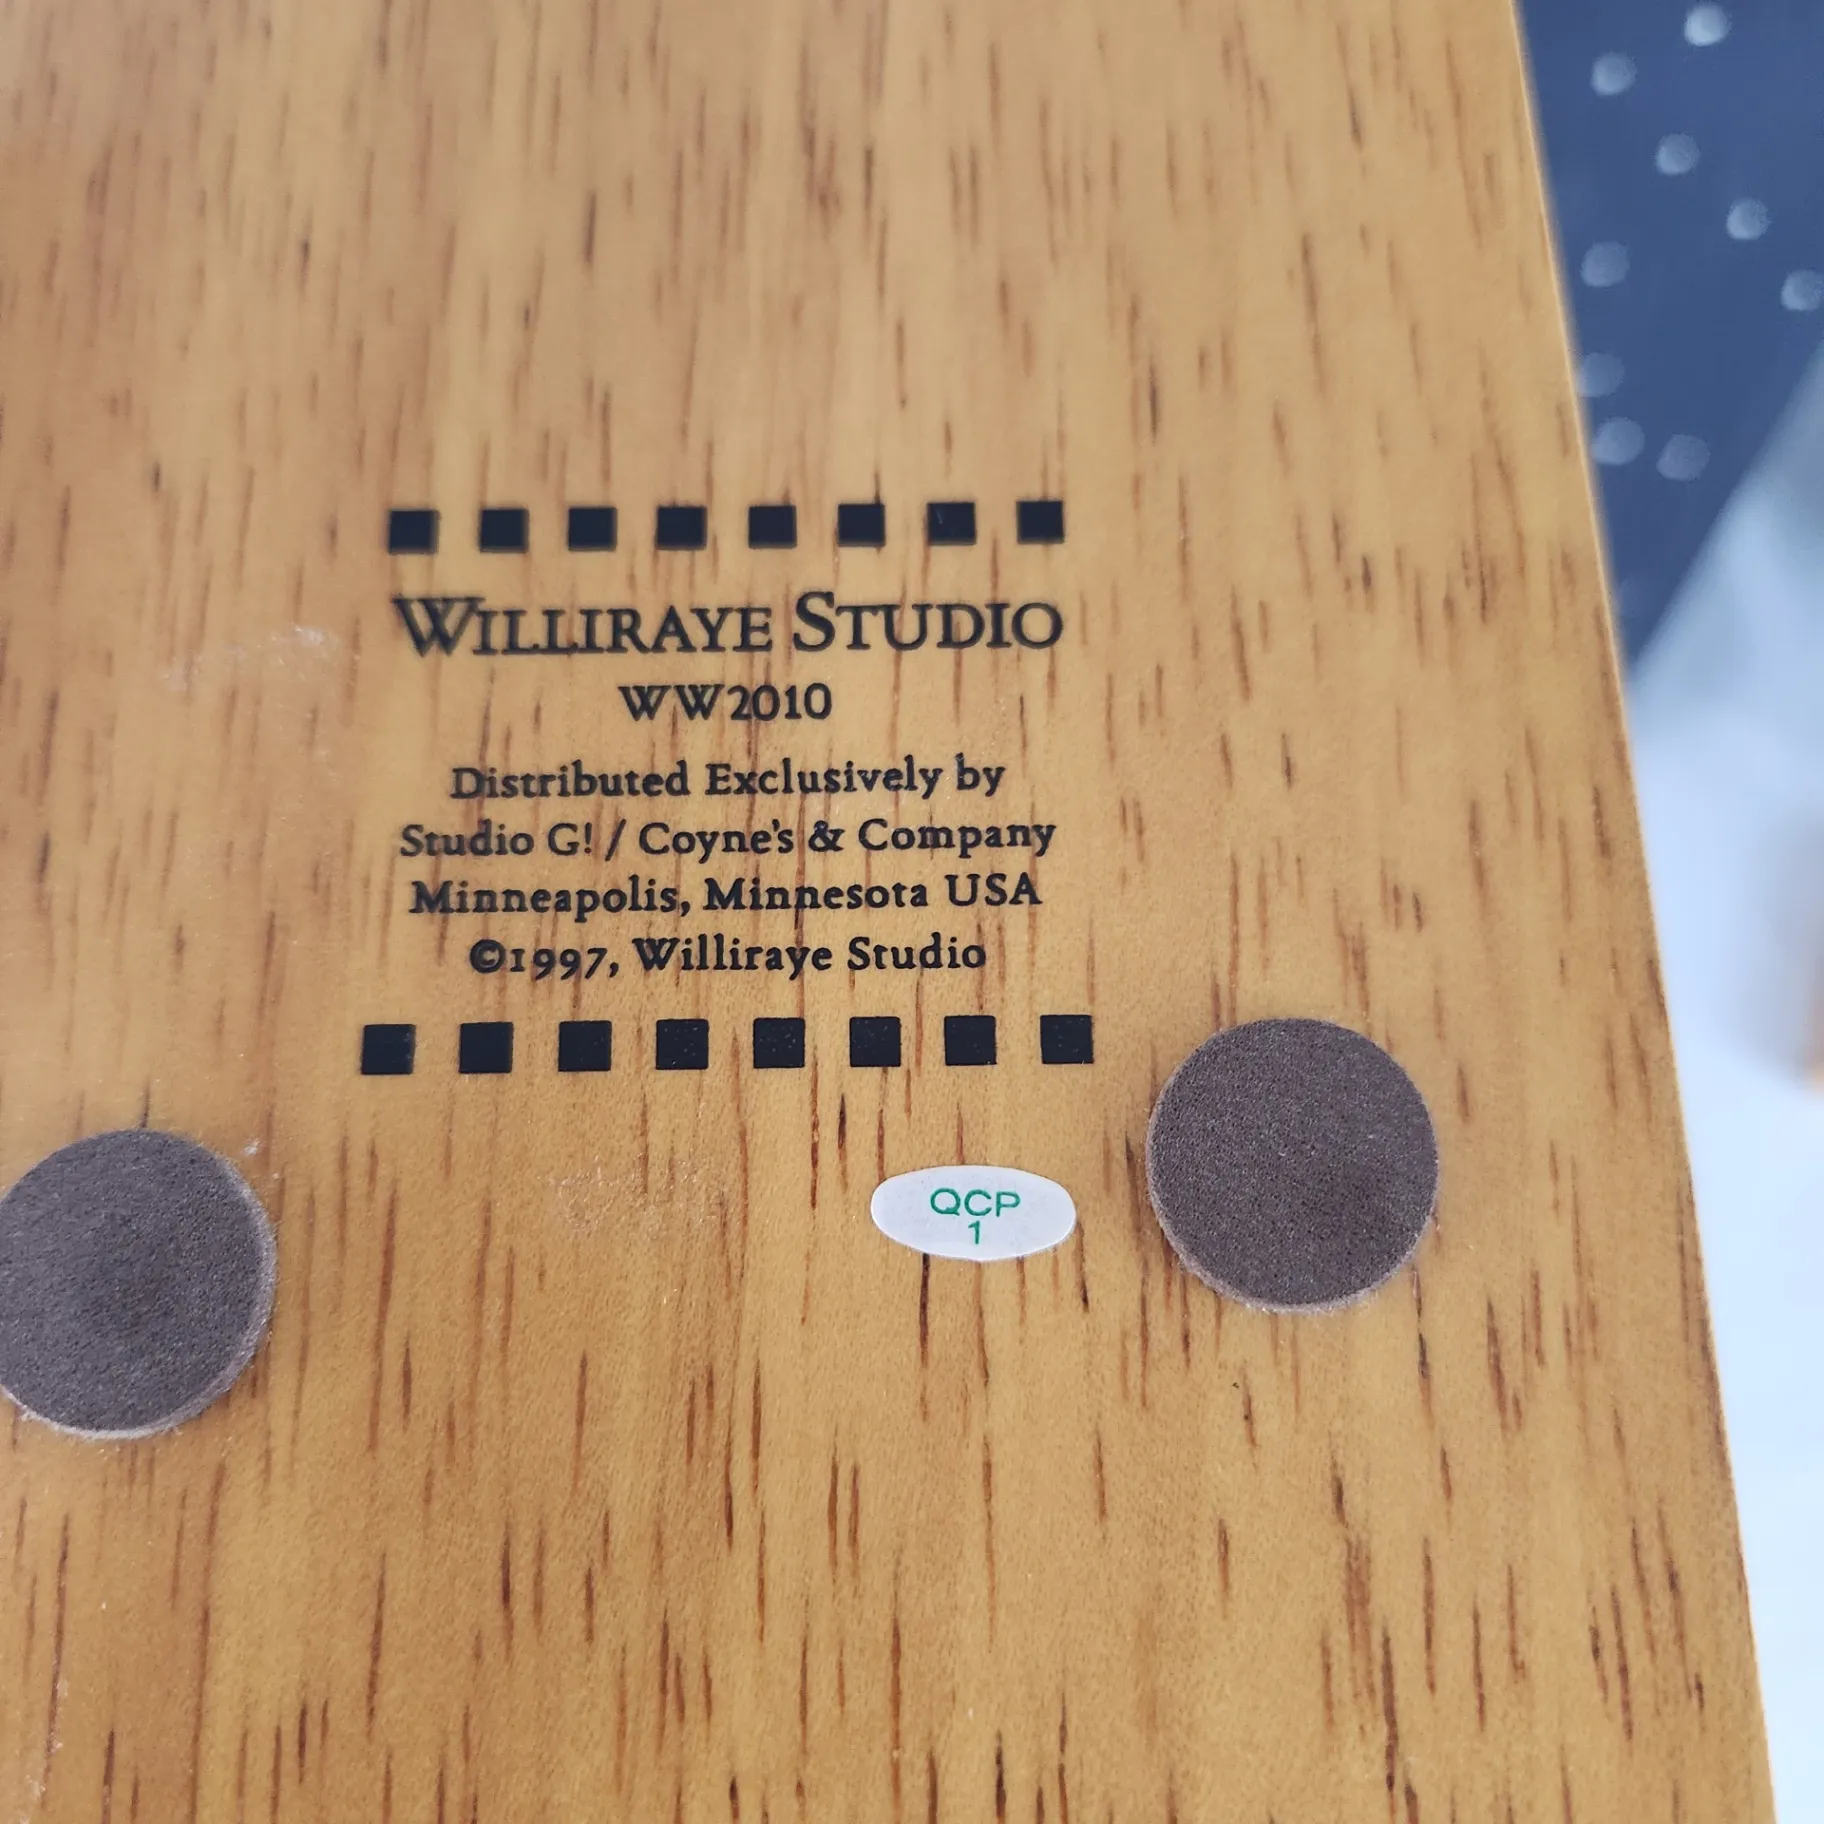 WILLIRAYE STUDIO
WW2010
Distributed Exclusively by
Studio G! / Coyne's & Company
Minneapolis, Minnesota USA
©1997, Williraye Studio
QCP
1